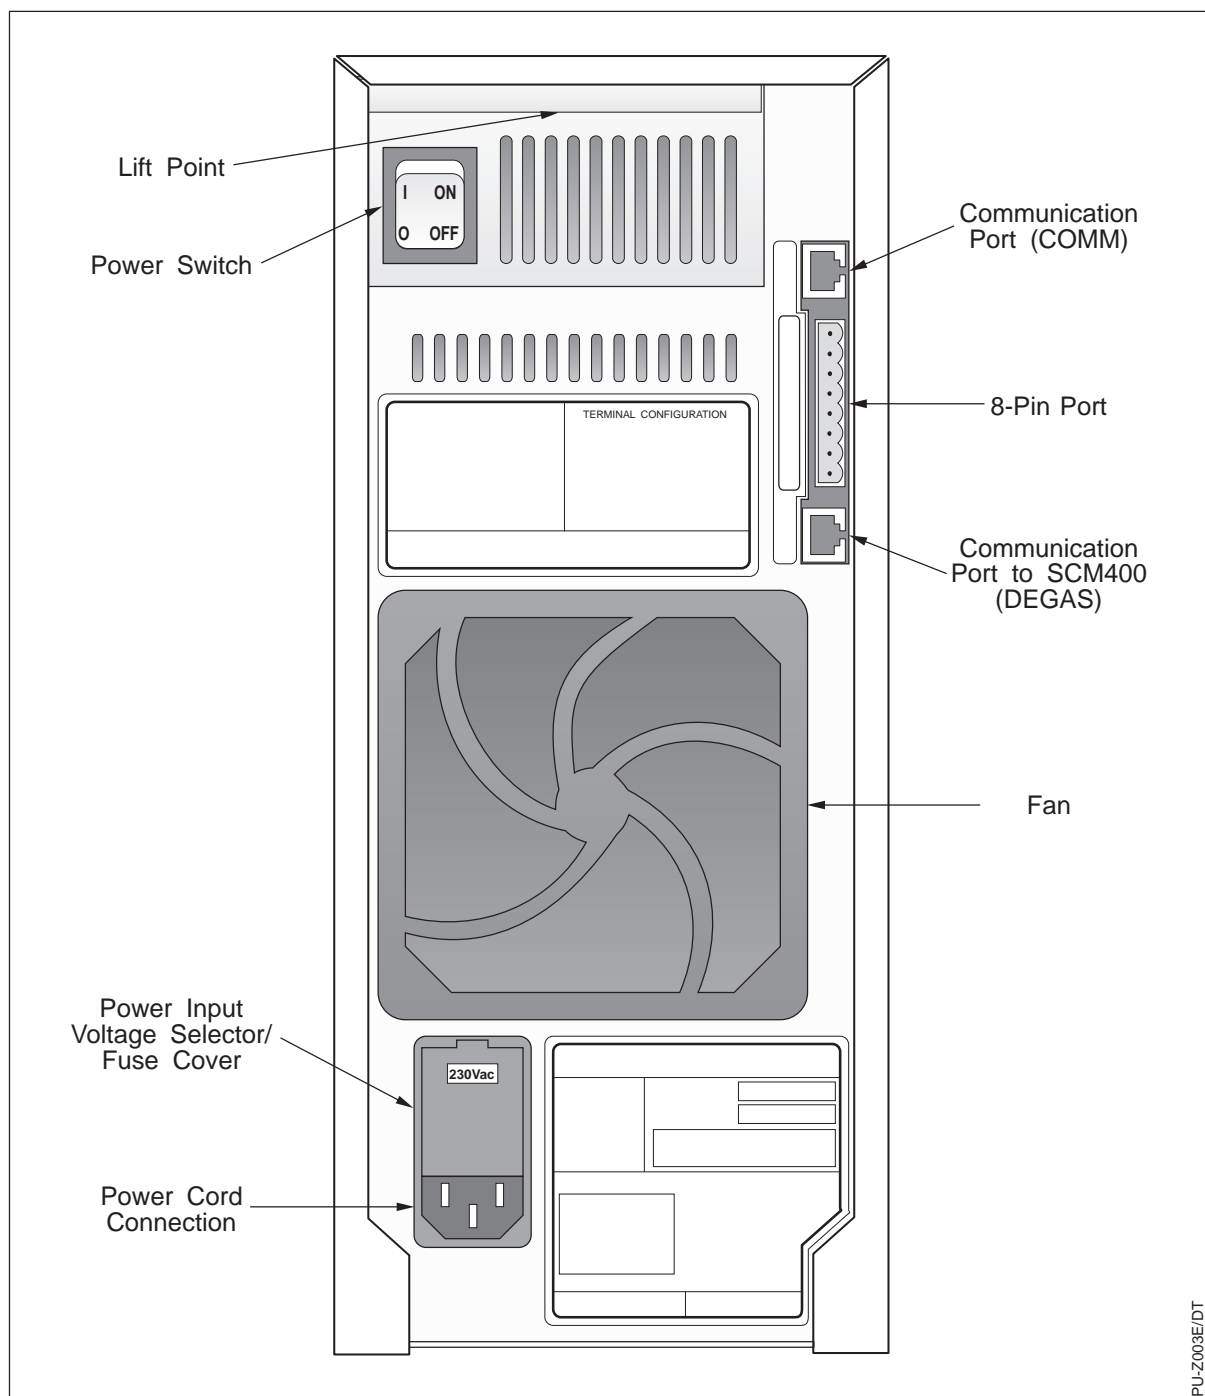 Lift Point
I ON
O OFF
Power Switch
Communication
Port (COMM)
8-Pin Port
TERMINAL CONFIGURATION
Communication
Port to SCM400
(DEGAS)
Fan
Power Input
Voltage Selector/
Fuse Cover
230Vac
Power Cord
Connection
PU-Z003E/DT